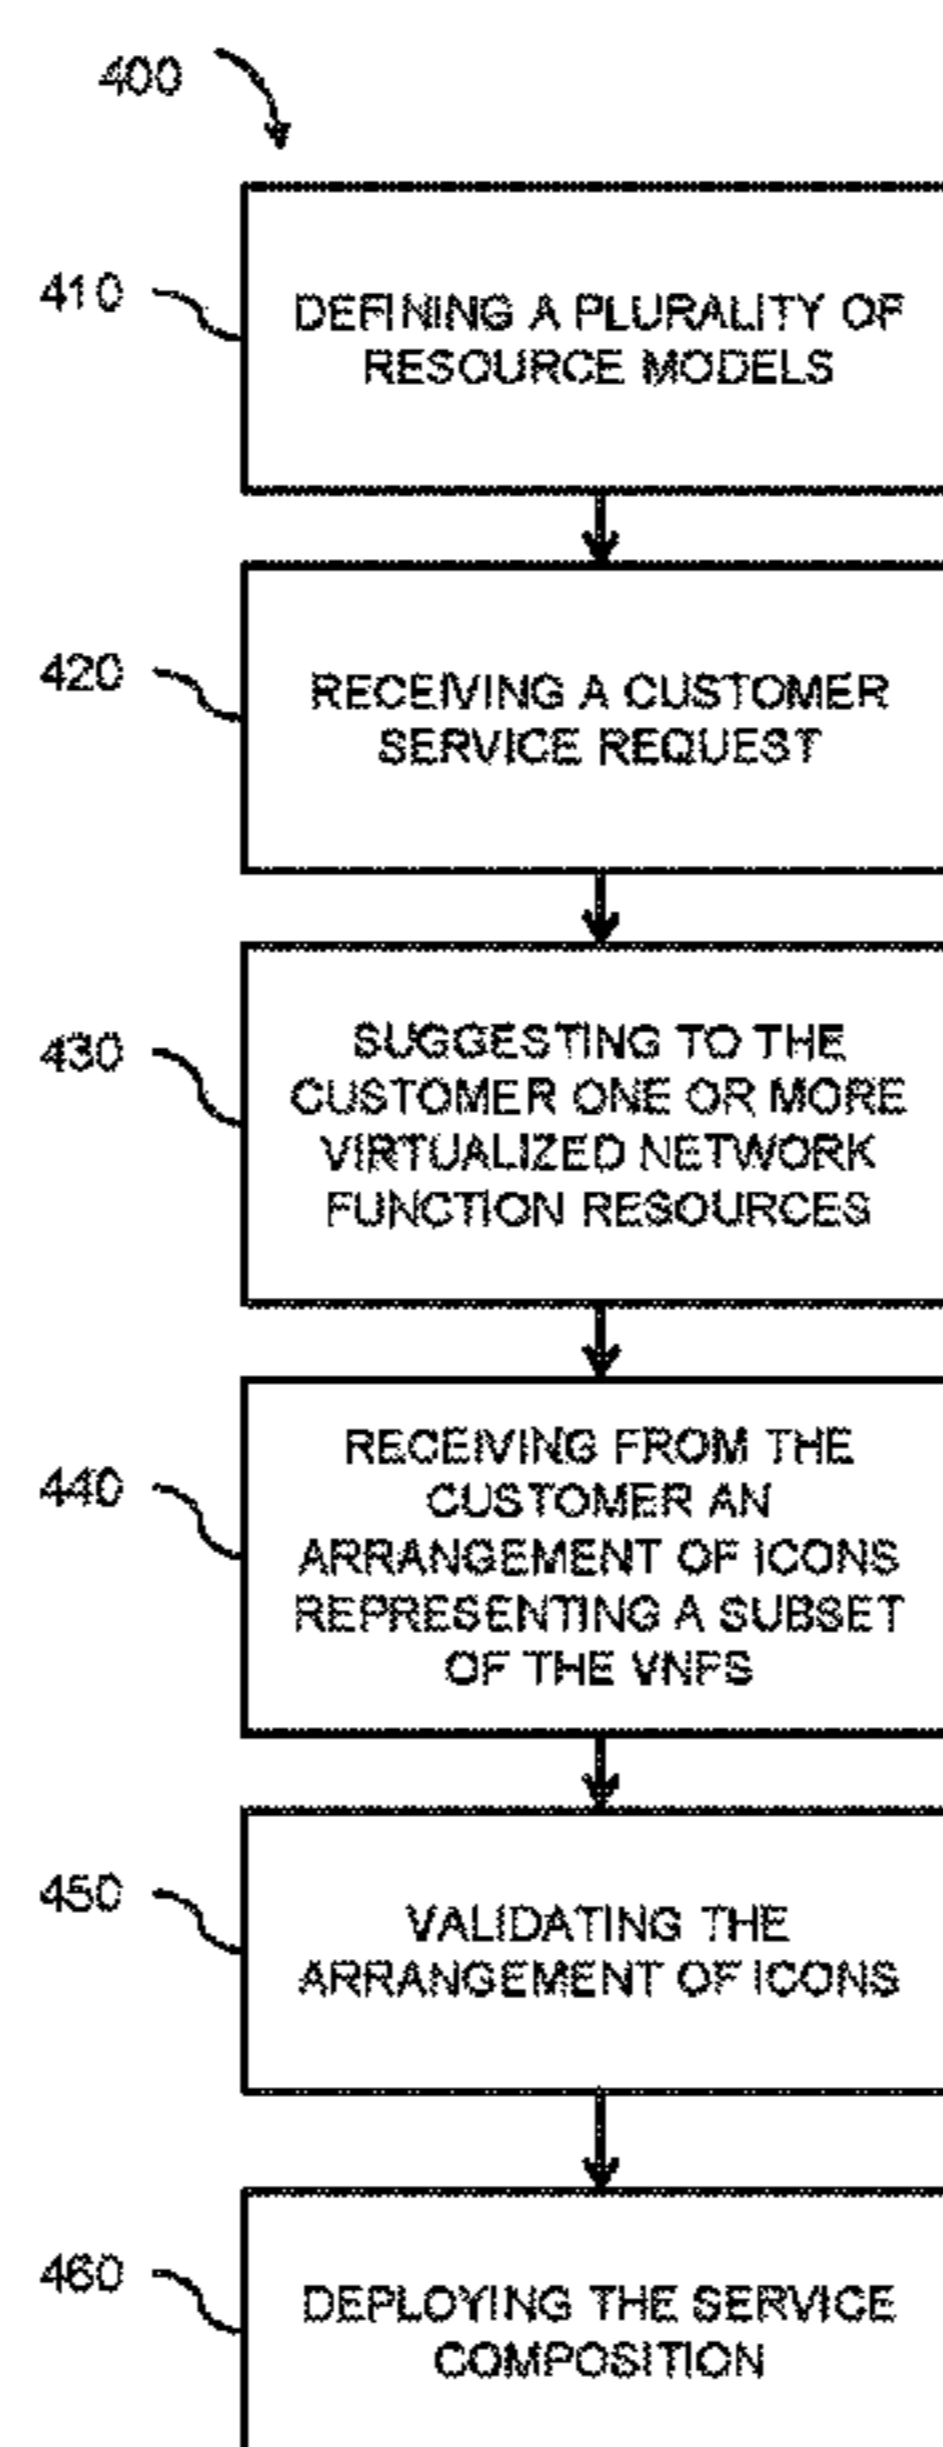 400
410
DEFINING A PLURALITY OF
RESOURCE MODELS
420
RECEIVING A CUSTOMER
SERVICE REQUEST
430
SUGGESTING TO THE
CUSTOMER ONE OR MORE
VIRTUALIZED NETWORK
FUNCTION RESOURCES
440
RECEIVING FROM THE
CUSTOMER AN
ARRANGEMENT OF ICONS
REPRESENTING A SUBSET
OF THE VNFS
450
VALIDATING THE
ARRANGEMENT OF ICONS
460
DEPLOYING THE SERVICE
COMPOSITION